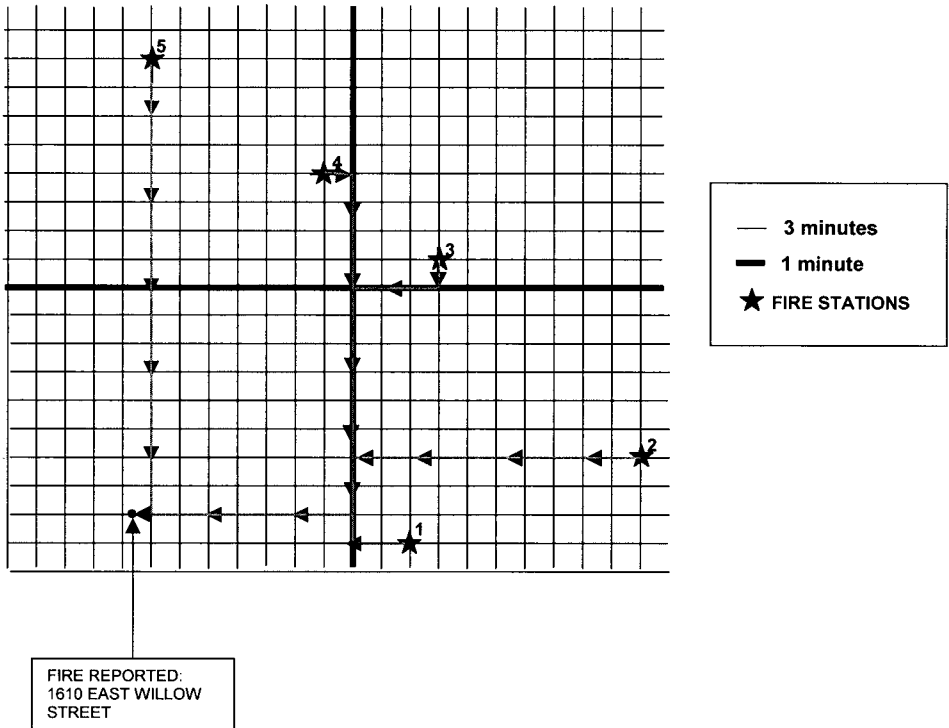 5
4
3
2
1
3 minutes
1 minute
FIRE STATIONS
FIRE REPORTED:
1610 EAST WILLOW
STREET